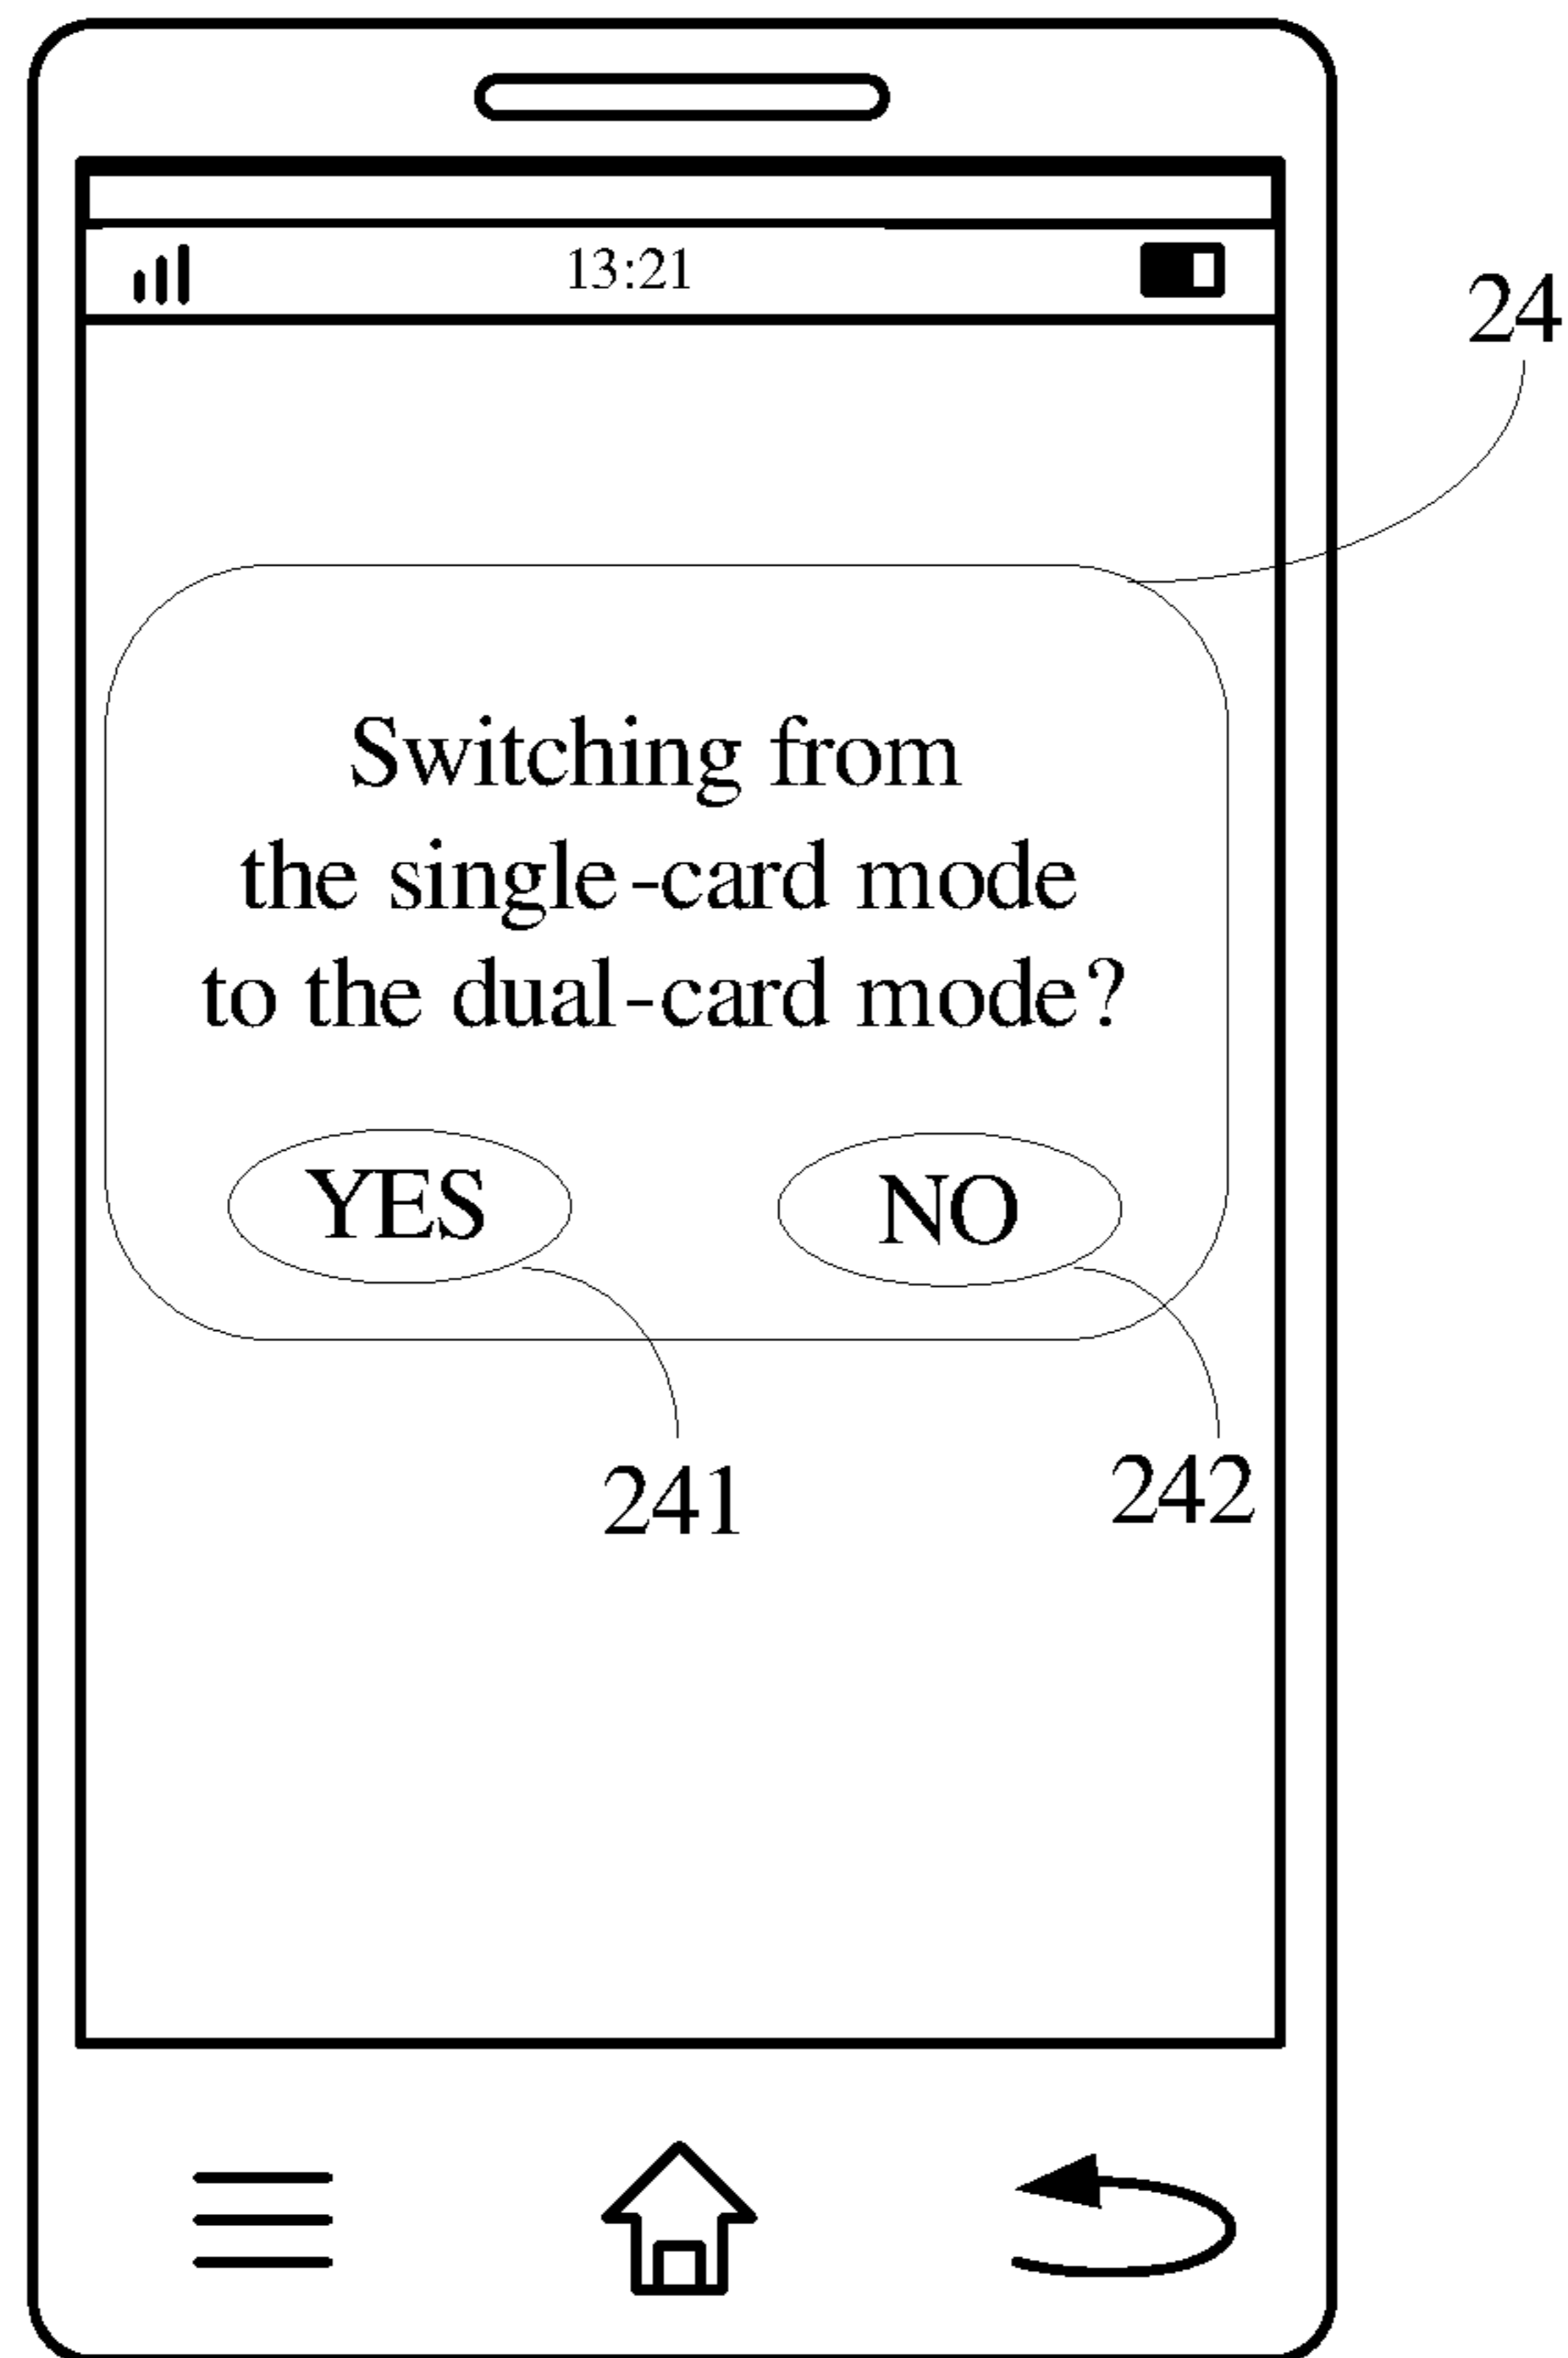 13:21
24
Switching from
the single-card mode
to the dual-card mode?
YES NO
241 242